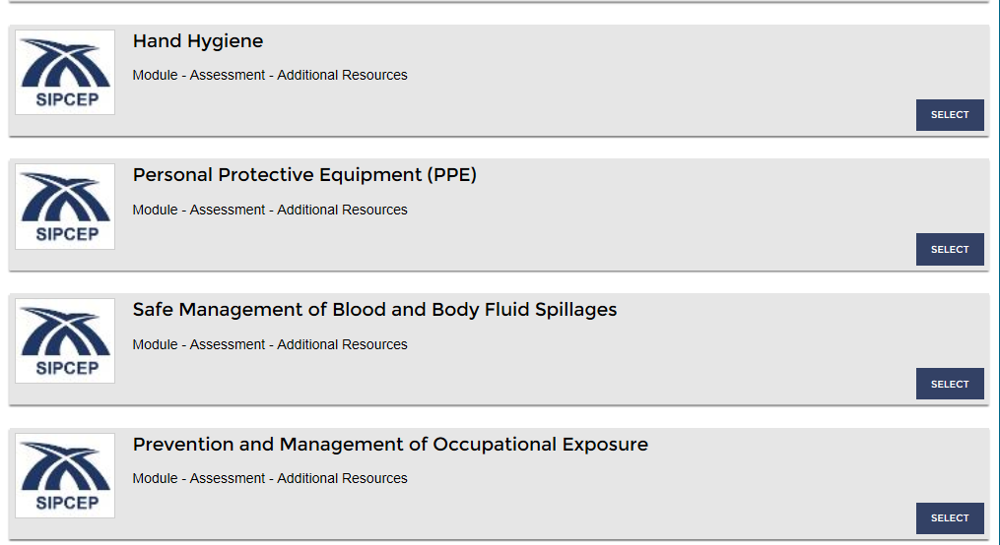 Hand Hygiene
Module - Assessment - Additional Resources
SIPCEP
SELECT
Personal Protective Equipment (PPE)
Module - Assessment - Additional Resources
SIPCEP
SELECT
Safe Management of Blood and Body Fluid Spillages
Module - Assessment - Additional Resources
SIPCEP
SELECT
Prevention and Management of Occupational Exposure
Module - Assessment - Additional Resources
SIPCEP
SELECT